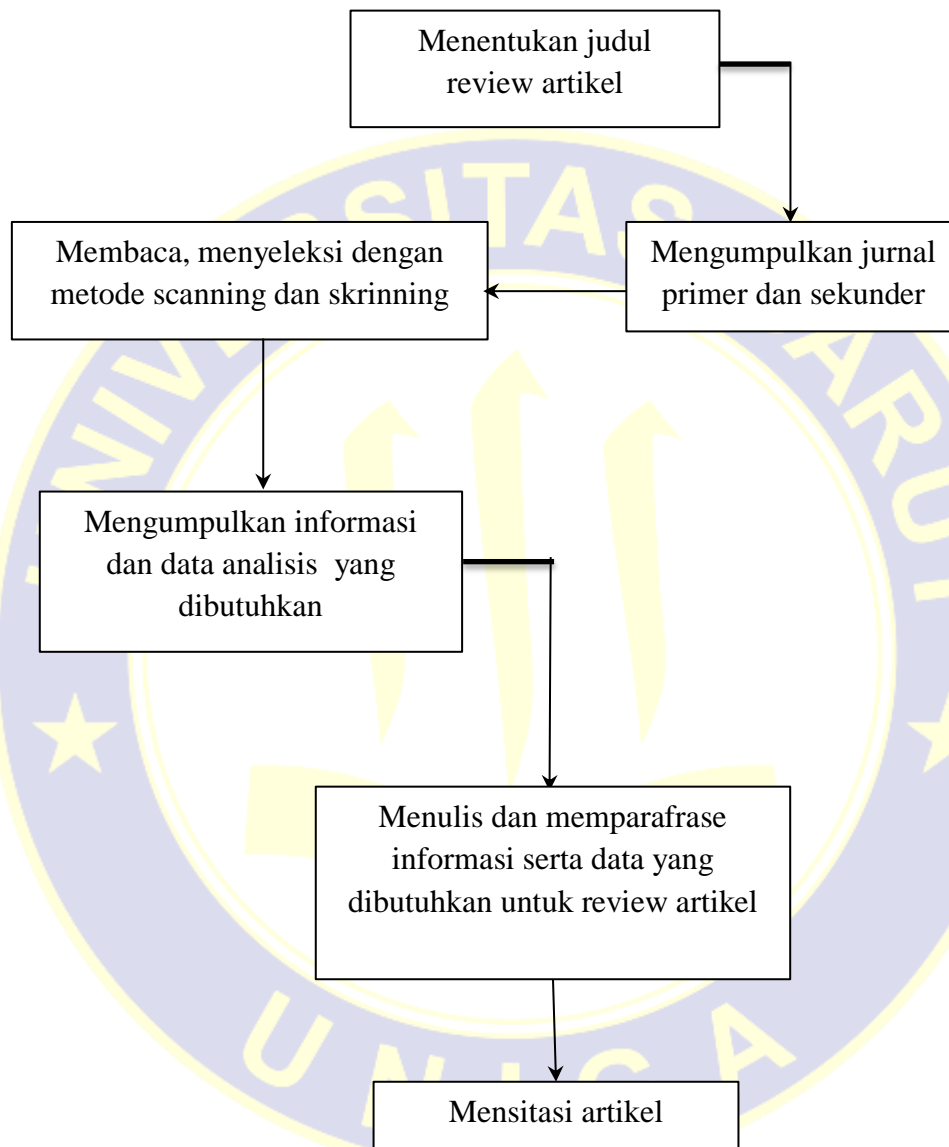 Menentukan judul
review artikel
Mengumpulkan jurnal
primer dan sekunder
Membaca, menyeleksi dengan
metode scanning dan skrinning
Mengumpulkan informasi
dan data analisis yang
dibutuhkan
Menulis dan memparafrase
informasi serta data yang
dibutuhkan untuk review artikel
Mensitasi artikel
UNIGA